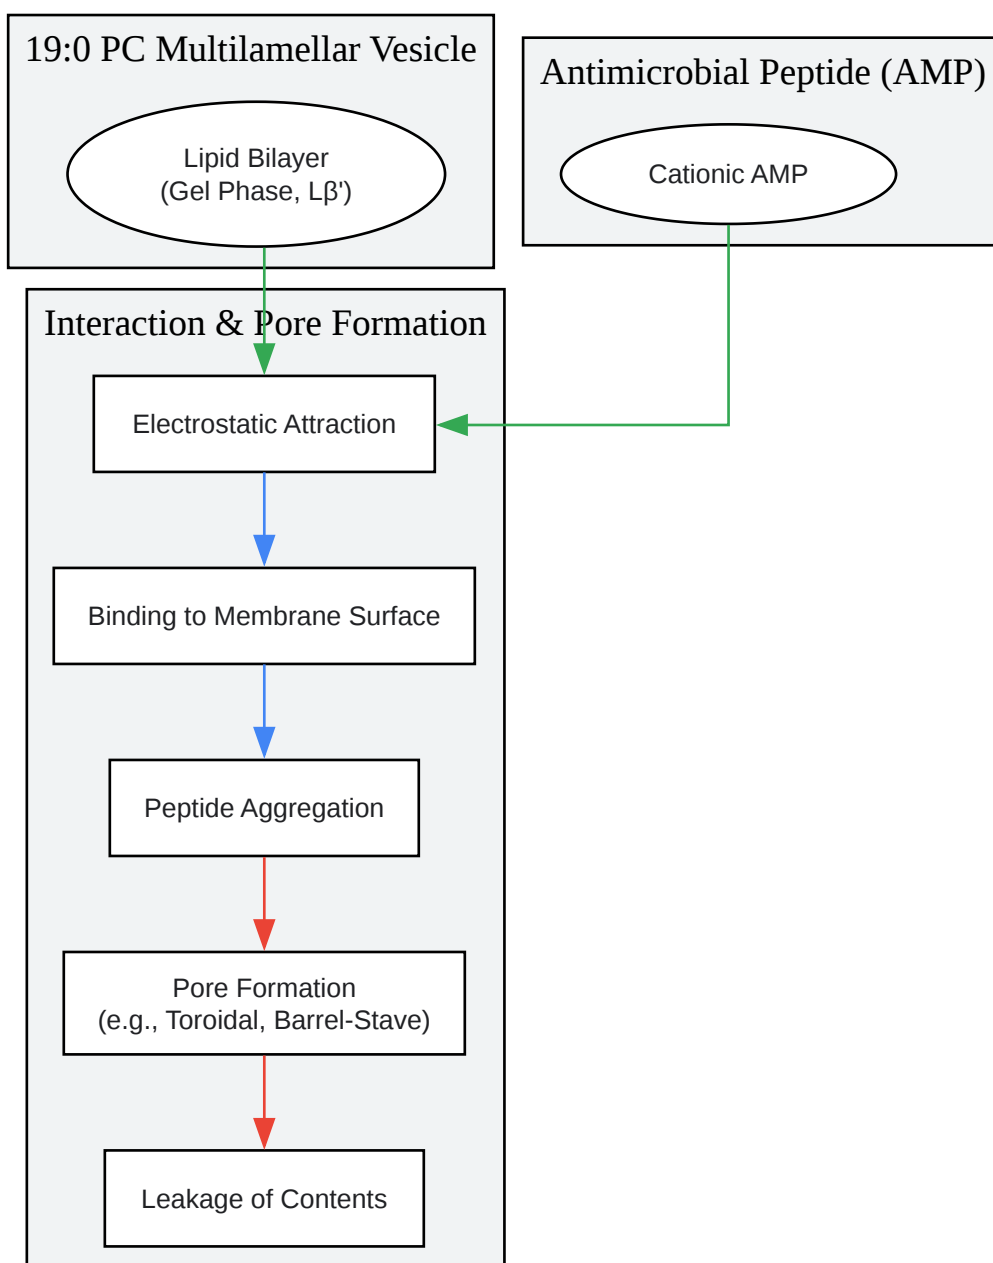 19:0 PC Multilamellar Vesicle
Lipid Bilayer
(Gel Phase, Lβ')
Antimicrobial Peptide (AMP)
Cationic AMP
Interaction & Pore Formation
Electrostatic Attraction
Binding to Membrane Surface
Peptide Aggregation
Pore Formation
(e.g., Toroidal, Barrel-Stave)
Leakage of Contents